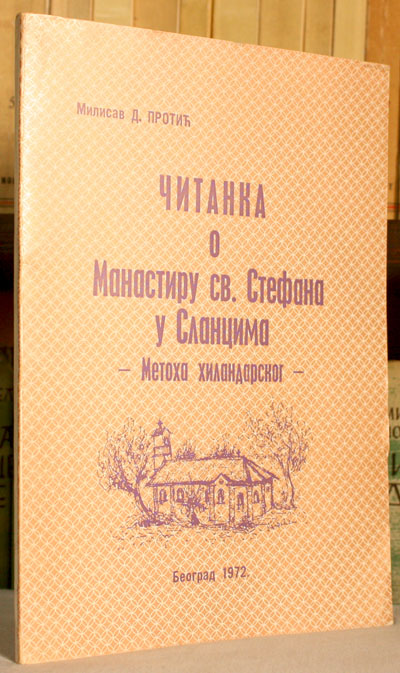 Милисав Д. ПРОТИЋ
ЧИТАНКА
о
Манастиру св. Стефана
у Сланцима
— Метоха хиландарског —
Београд 1972.